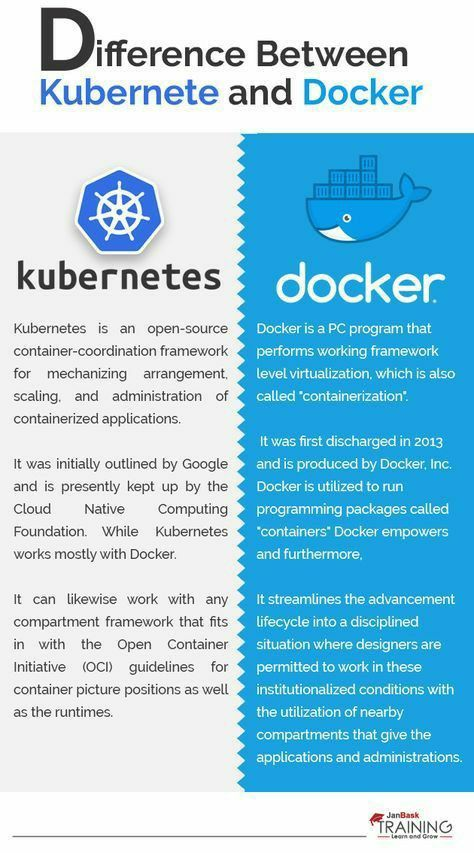 Difference Between
Kubernete and Docker
kubernetes
Kubernetes is an open-source
container-coordination framework
for mechanizing arrangement,
scaling, and administration of
containerized applications.
It was initially outlined by Google
and is presently kept up by the
Cloud Native Computing
Foundation. While Kubernetes
works mostly with Docker.
It can likewise work with any
compartment framework that fits
in with the Open Container
Initiative (OCI) guidelines for
container picture positions as well
as the runtimes.
docker
Docker is a PC program that
performs working framework
level virtualization, which is also
called "containerization".
It was first discharged in 2013
and is produced by Docker, Inc.
Docker is utilized to run
programming packages called
"containers" Docker empowers
and furthermore,
It streamlines the advancement
lifecycle into a disciplined
situation where designers are
permitted to work in these
institutionalized conditions with
the utilization of nearby
compartments that give the
applications and administrations.
JanBask
TRAINING
Learn and Grow